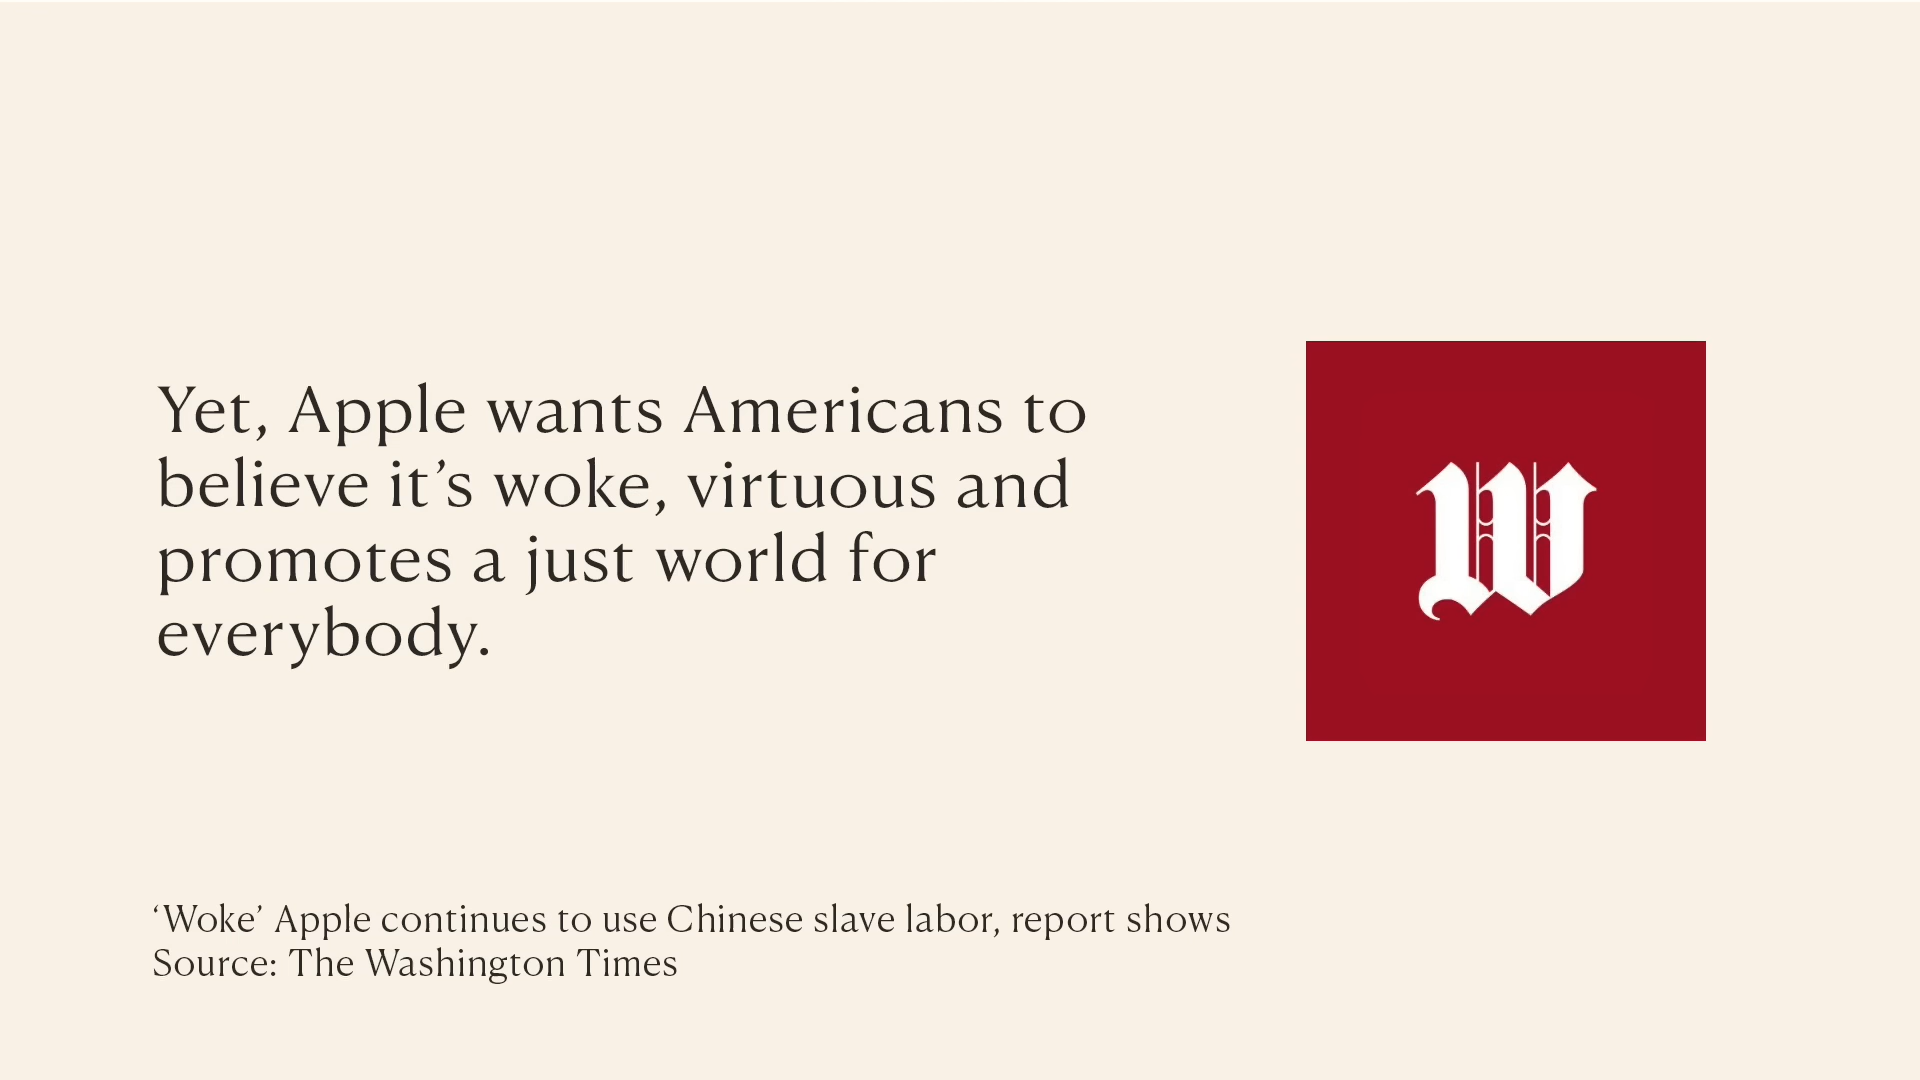 Yet, Apple wants Americans to
believe it’s woke, virtuous and
promotes a just world for
everybody.
W
‘Woke’ Apple continues to use Chinese slave labor, report shows
Source: The Washington Times